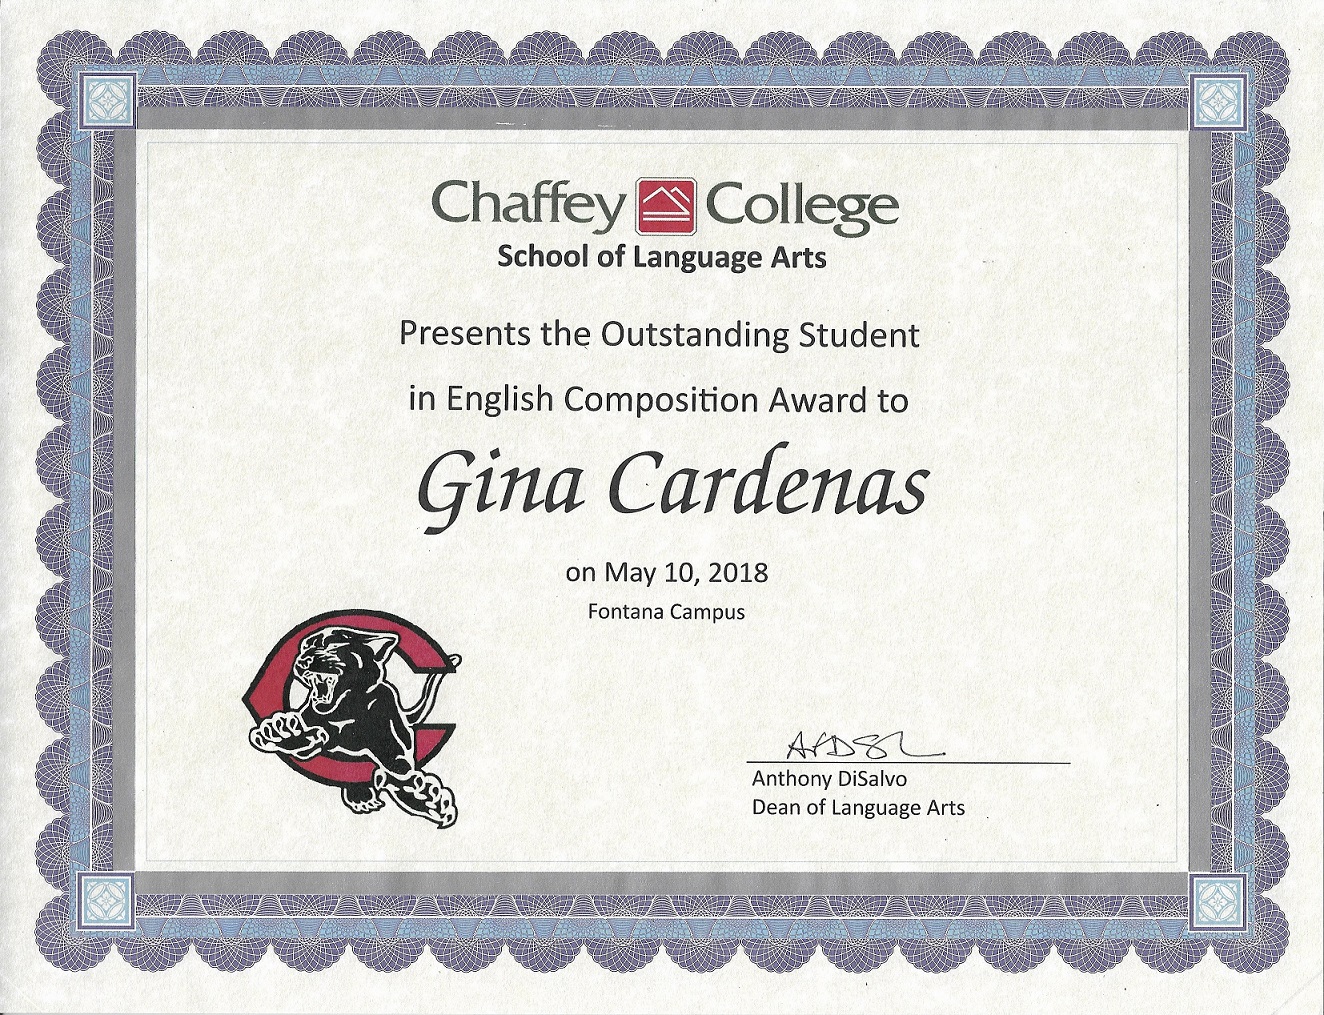 Chaffey College
School of Language Arts
Presents the Outstanding Student
in English Composition Award to
Gina Cardenas
on May 10, 2018
Fontana Campus
Anthony DiSalvo
Dean of Language Arts